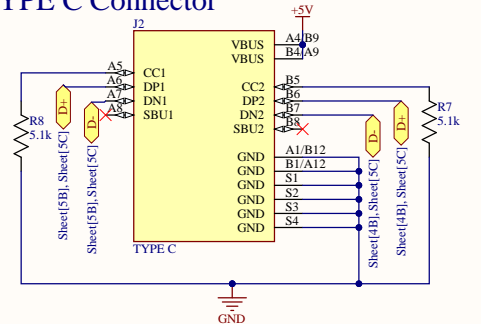 TYPE C Connector
+5V
J2
VBUS
A4/B9
VBUS
B4/A9
A5
CC1
A6
DP1
A7
DN1
A8
SBU1
CC2
B5
DP2
B6
DN2
B7
SBU2
B8
GND
A1/B12
GND
B1/A12
GND
S1
GND
S2
GND
S3
GND
S4
TYPE C
R8
5.1k
D+
Sheet[5B], Sheet[5C]
D-
Sheet[5B], Sheet[5C]
D-
Sheet[4B], Sheet[5C]
D+
Sheet[4B], Sheet[5C]
R7
5.1k
GND